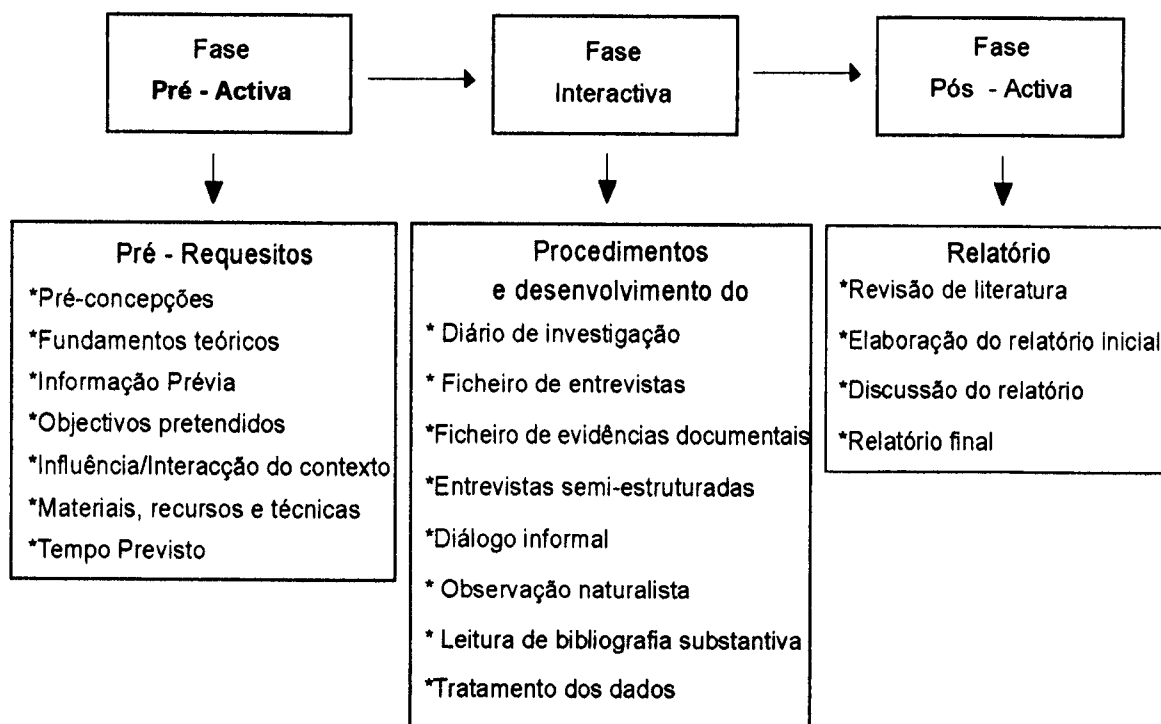 Fase
Pré - Activa
Fase
Interactiva
Fase
Pós - Activa
Pré - Requesitos
*Pré-concepções
*Fundamentos teóricos
*Informação Prévia
*Objectivos pretendidos
*Influência/Interacção do contexto
*Materiais, recursos e técnicas
*Tempo Previsto
Procedimentos
e desenvolvimento do
* Diário de investigação
* Ficheiro de entrevistas
*Ficheiro de evidências documentais
*Entrevistas semi-estruturadas
*Diálogo informal
* Observação naturalista
* Leitura de bibliografia substantiva
*Tratamento dos dados
Relatório
*Revisão de literatura
*Elaboração do relatório inicial
*Discussão do relatório
*Relatório final